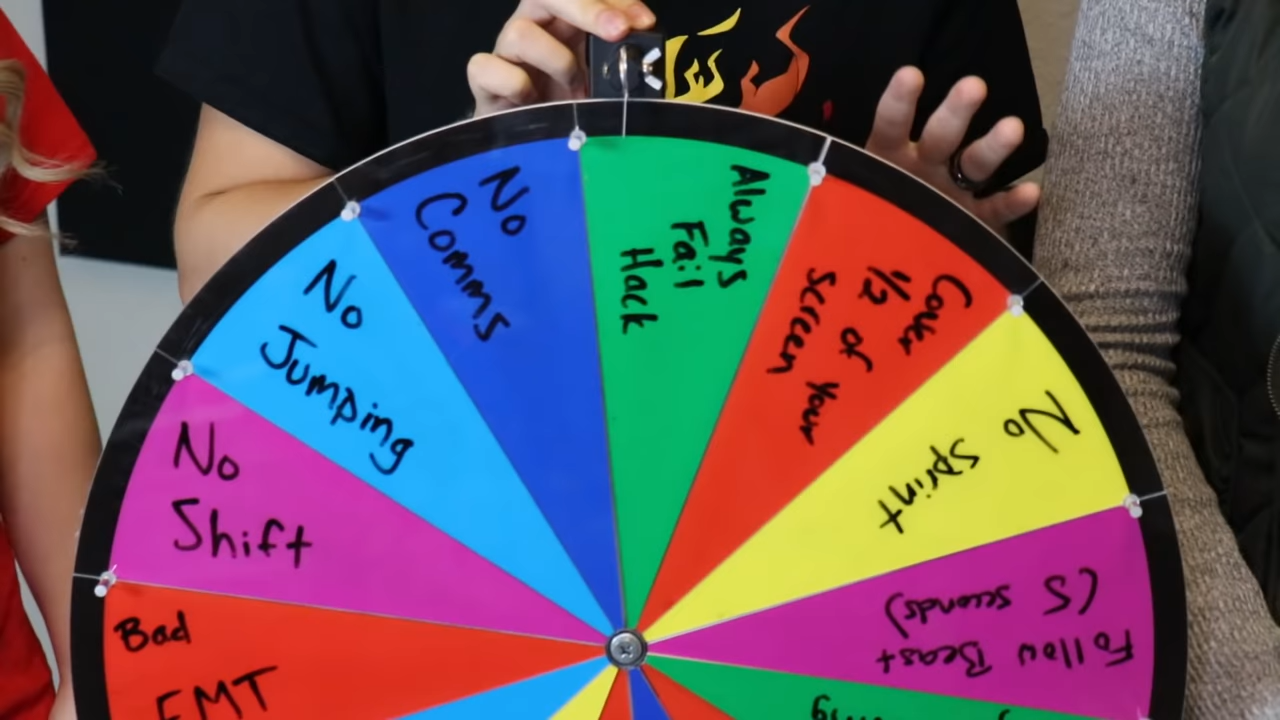 No
Comms
Always
Fail
Hack
Cover
1/2 of
your
Screen
No
Jumping
No
Sprint
No
Shift
Follow Beast
(5 seconds)
Bad
EMT